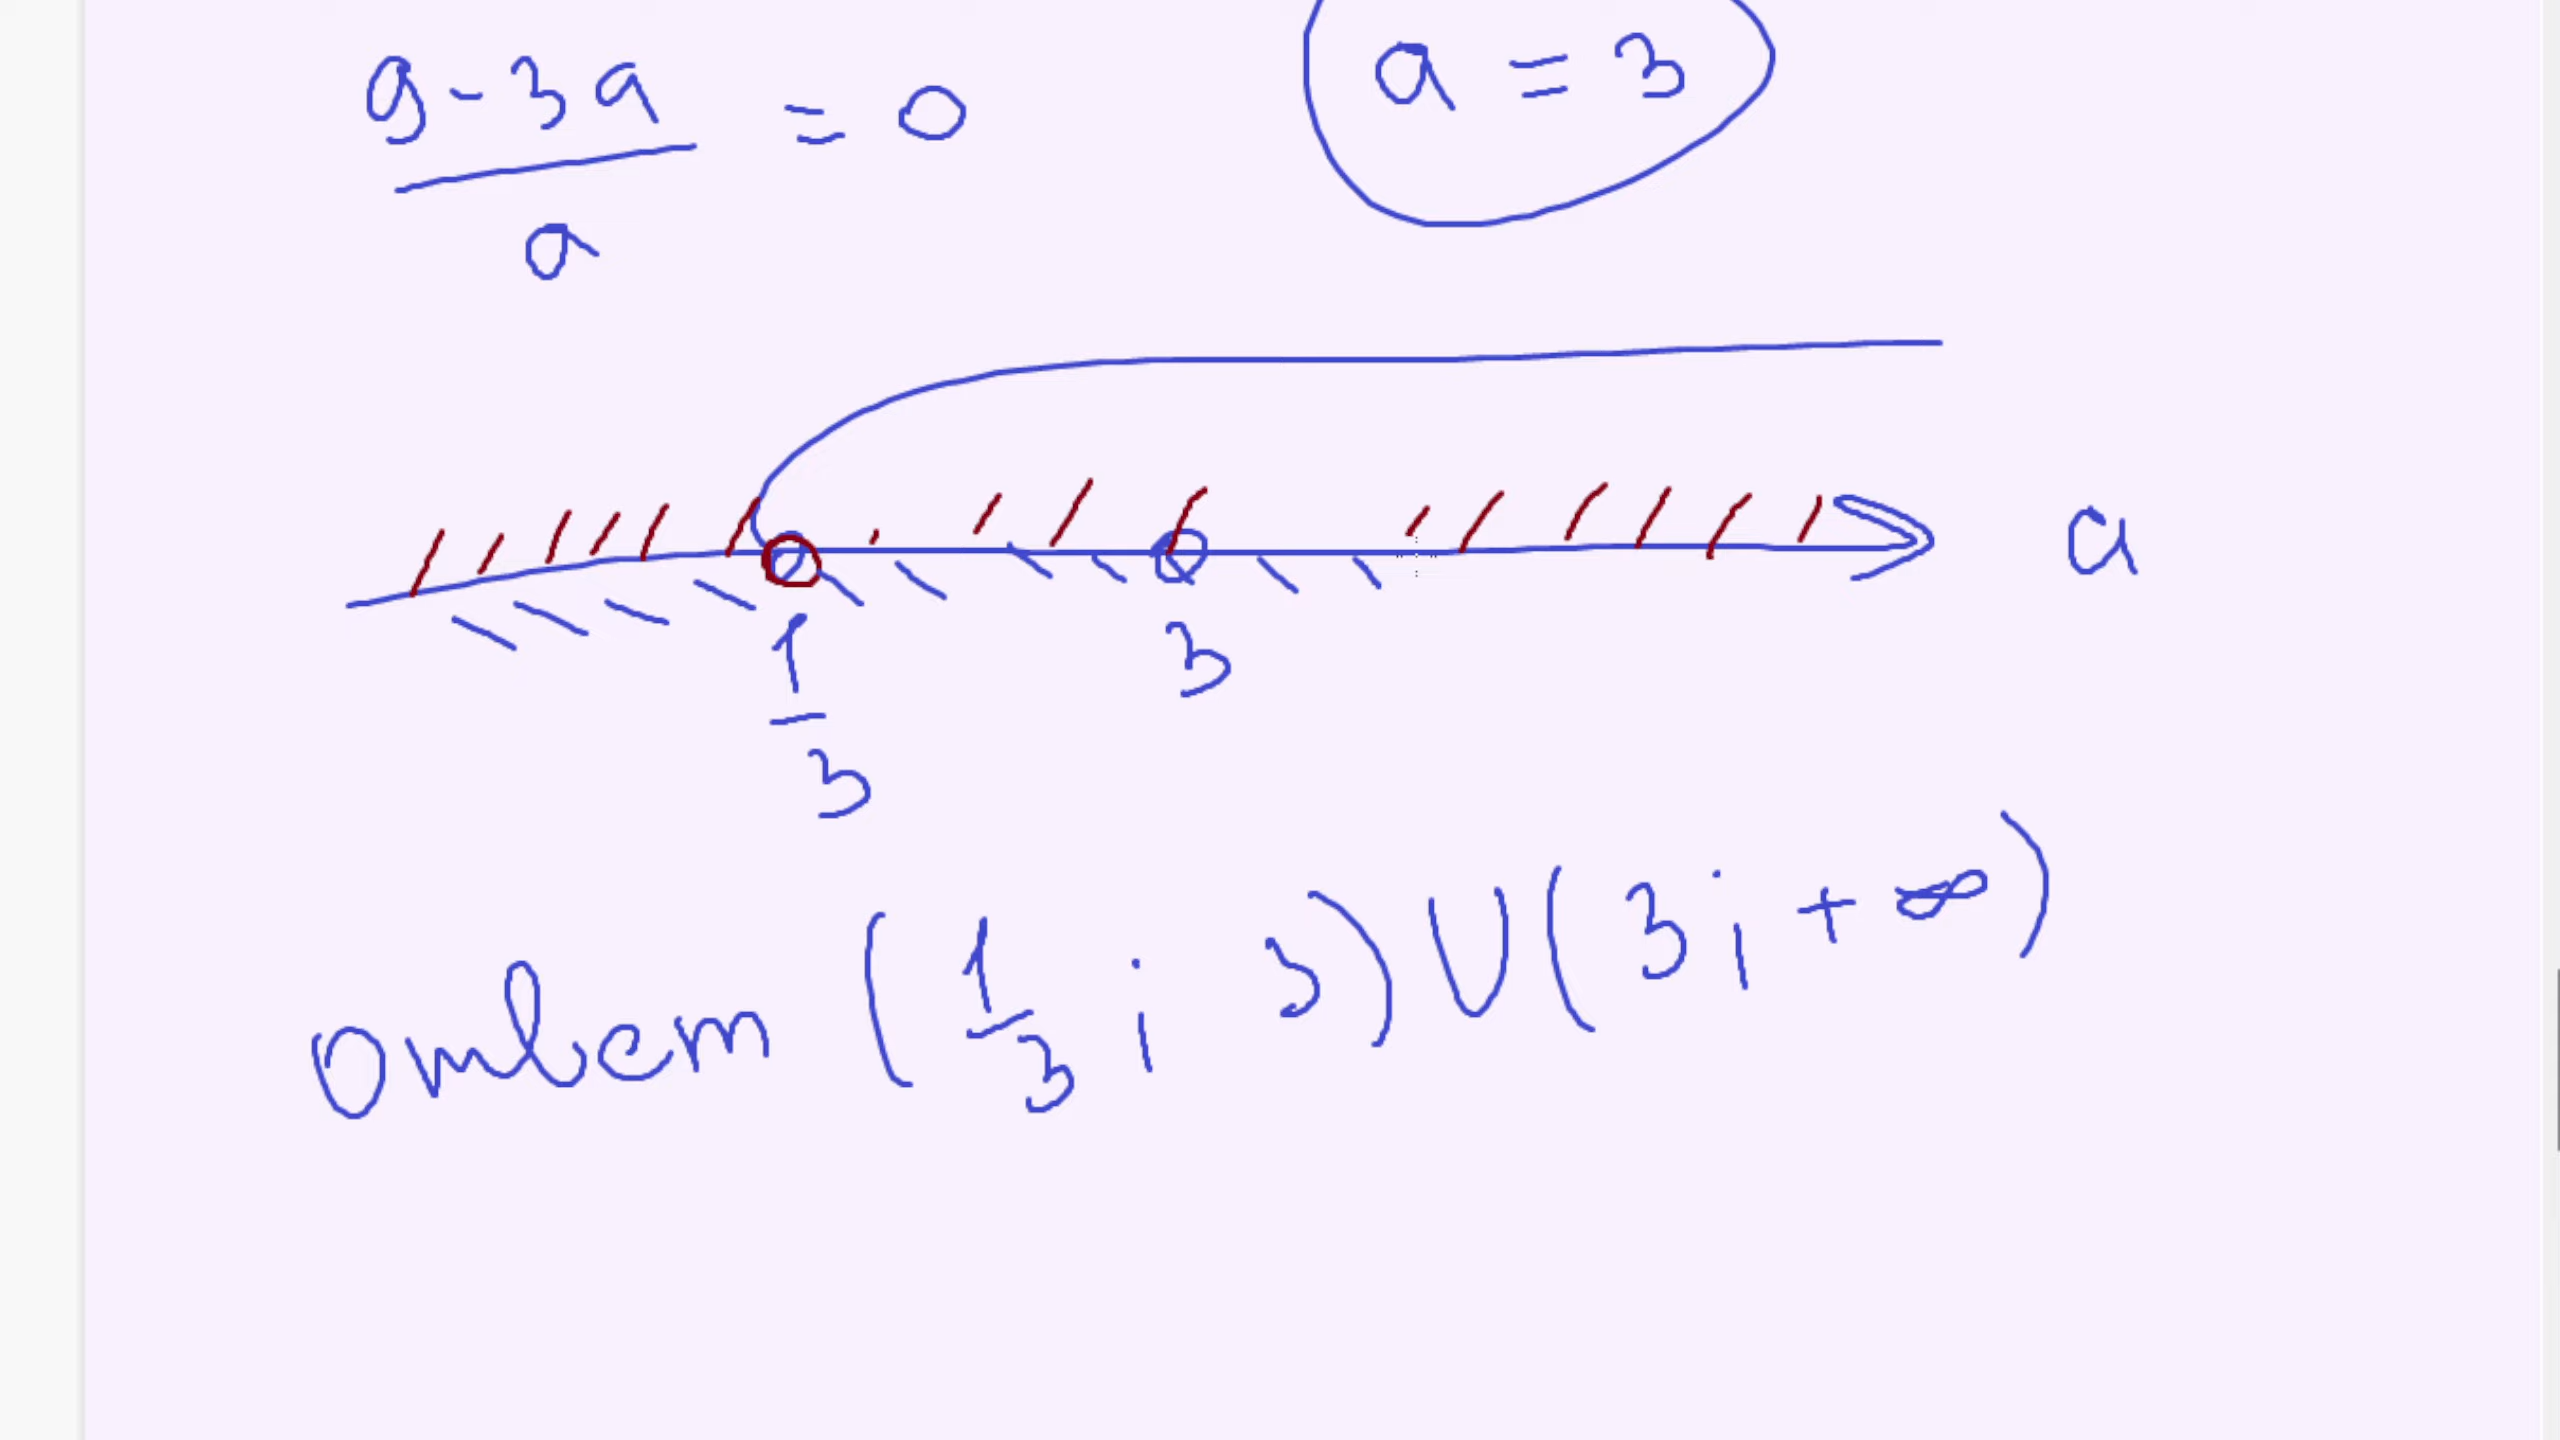 9-3a = 0
a
a = 3
a
1/3
3
ответ (1/3; 3)U(3; +∞)